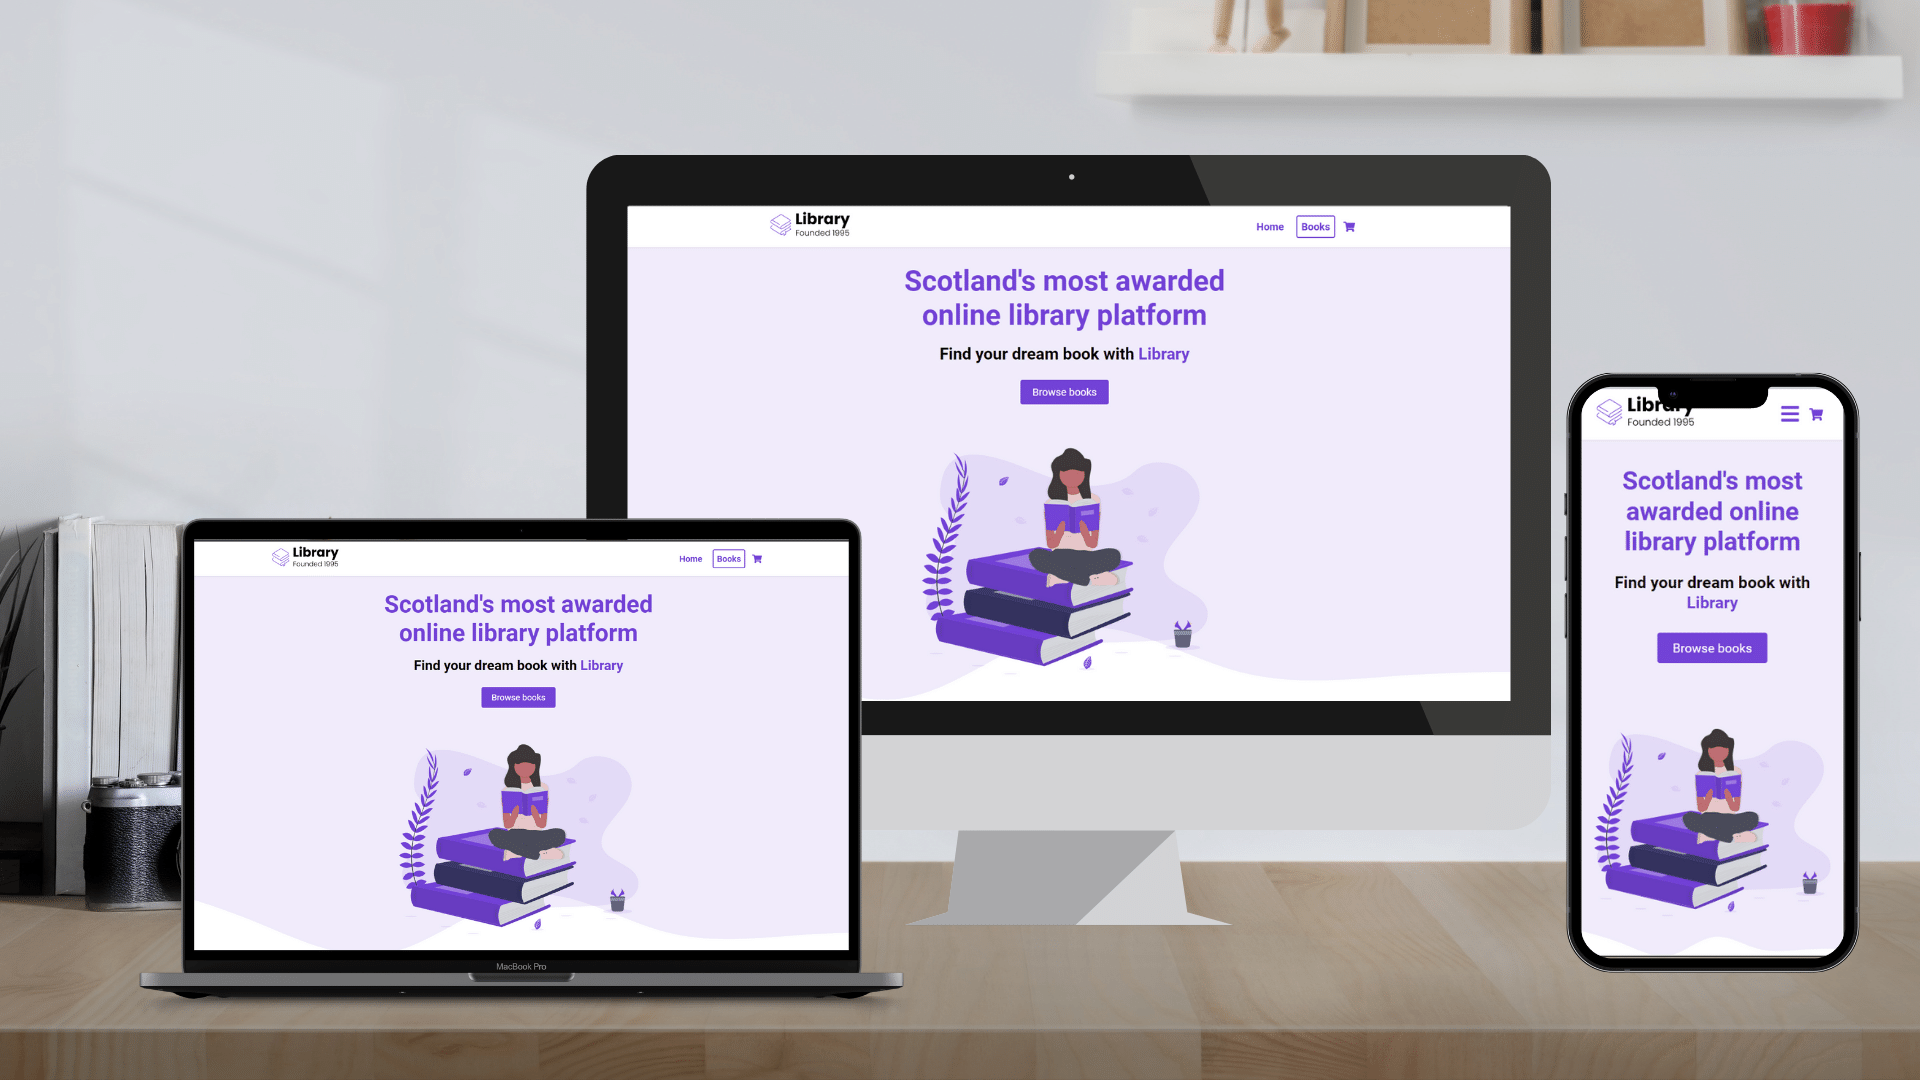 Library
Founded 1995
Home
Books
Scotland's most awarded
online library platform
Find your dream book with Library
Browse books
Library
Founded 1995
Home
Books
Scotland's most awarded
online library platform
Find your dream book with Library
Browse books
MacBook Pro
Library
Founded 1995
Scotland's most
awarded online
library platform
Find your dream book with
Library
Browse books